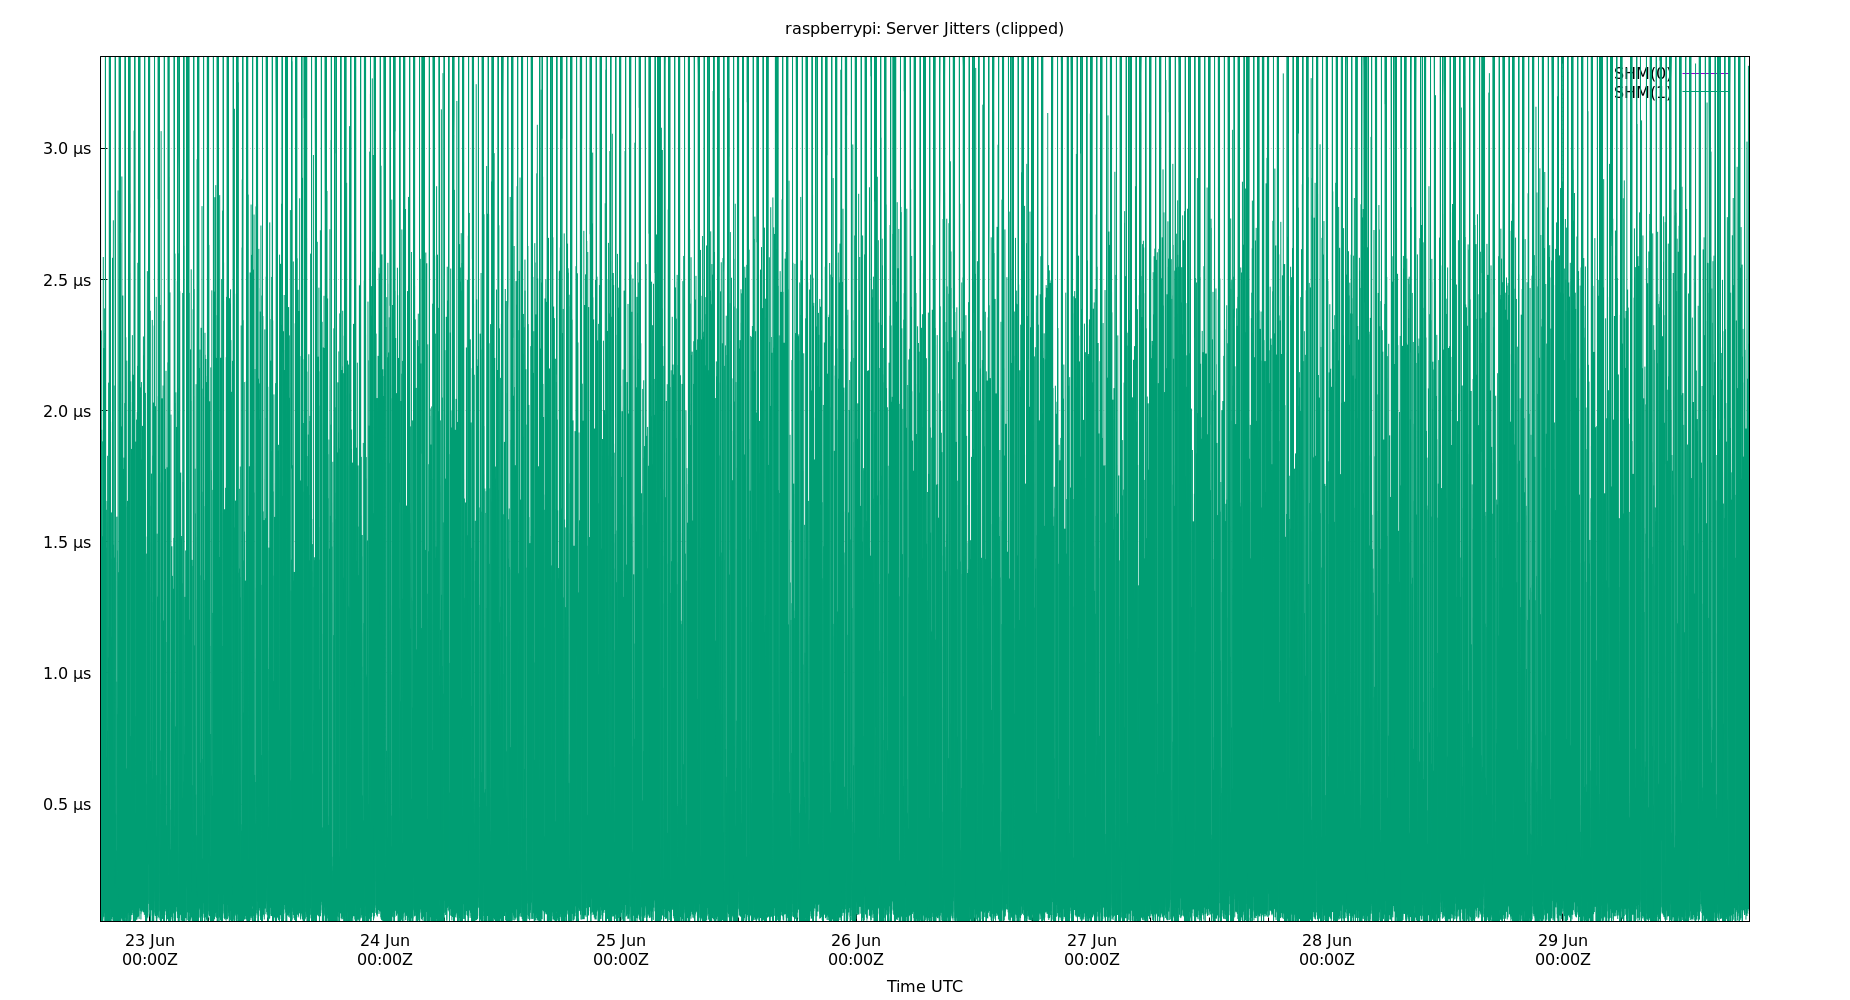 raspberrypi: Server Jitters (clipped)
SHM(0)
SHM(1)
3.0 μs
2.5 μs
2.0 μs
1.5 μs
1.0 μs
0.5 μs
23 Jun 24 Jun 25 Jun 26 Jun 27 Jun 28 Jun 29 Jun
00:00Z 00:00Z 00:00Z 00:00Z 00:00Z 00:00Z 00:00Z
Time UTC